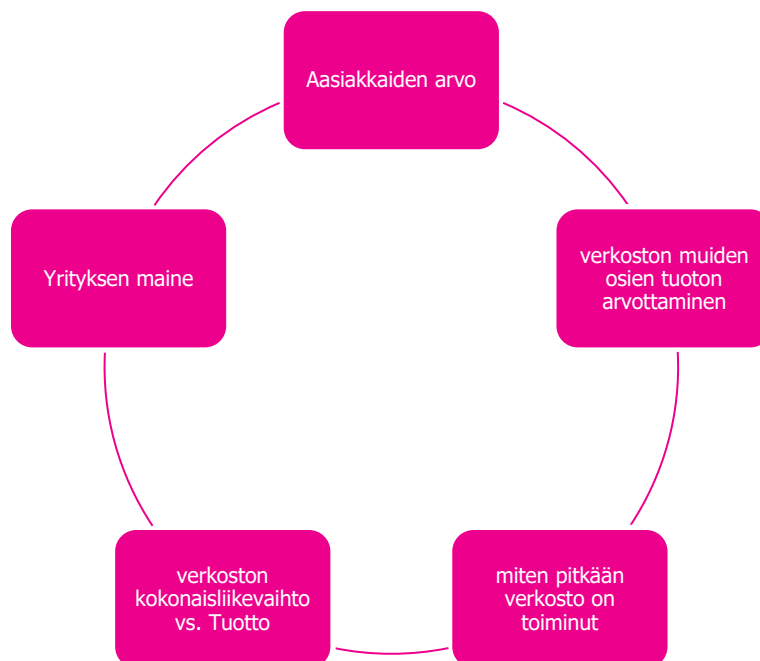 Aasiakkaiden arvo
verkoston muiden
osien tuoton
arvottaminen
miten pitkään
verkosto on
toiminut
verkoston
kokonaisliikevaihto
vs. Tuotto
Yrityksen maine